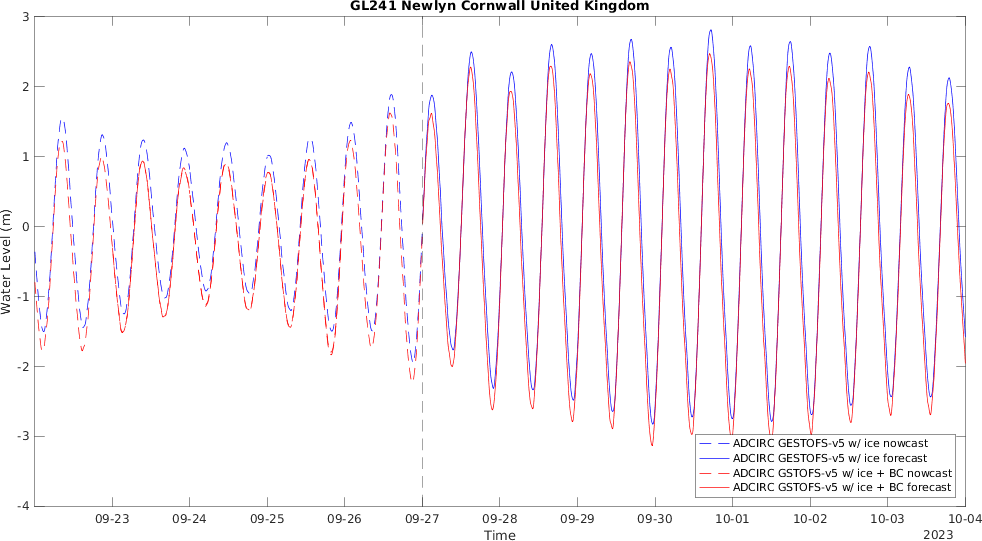 GL241 Newlyn Cornwall United Kingdom
3
2
1
0
-1
-2
-3
-4
Water Level (m)
ADCIRC GESTOFS-v5 w/ ice nowcast
ADCIRC GESTOFS-v5 w/ ice forecast
ADCIRC GSTOFS-v5 w/ ice + BC nowcast
ADCIRC GSTOFS-v5 w/ ice + BC forecast
09-23 09-24 09-25 09-26 09-27 09-28 09-29 09-30 10-01 10-02 10-03 10-04
Time
2023